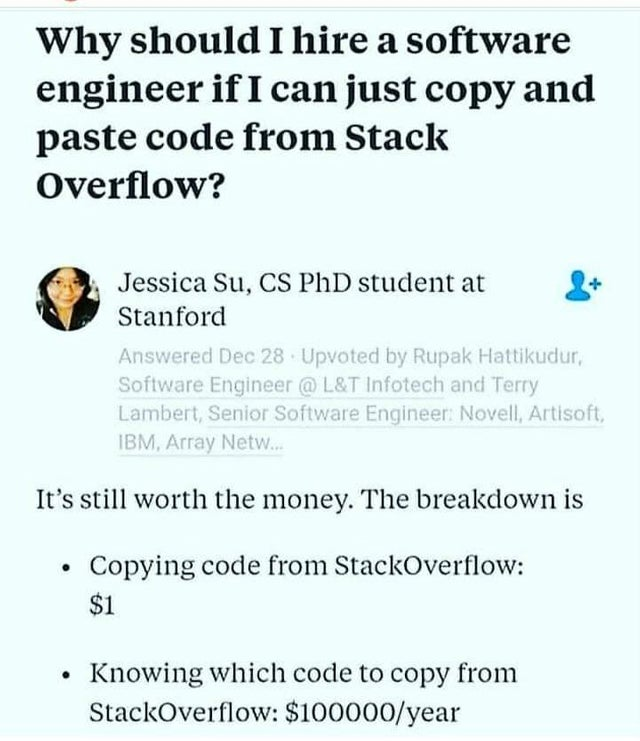 Why should I hire a software
engineer if I can just copy and
paste code from Stack
Overflow?
Jessica Su, CS PhD student at
Stanford
Answered Dec 28 · Upvoted by Rupak Hattikudur,
Software Engineer @ L&T Infotech and Terry
Lambert, Senior Software Engineer: Novell, Artisoft,
IBM, Array Netw...
It's still worth the money. The breakdown is
• Copying code from StackOverflow:
$1
• Knowing which code to copy from
StackOverflow: $100000/year